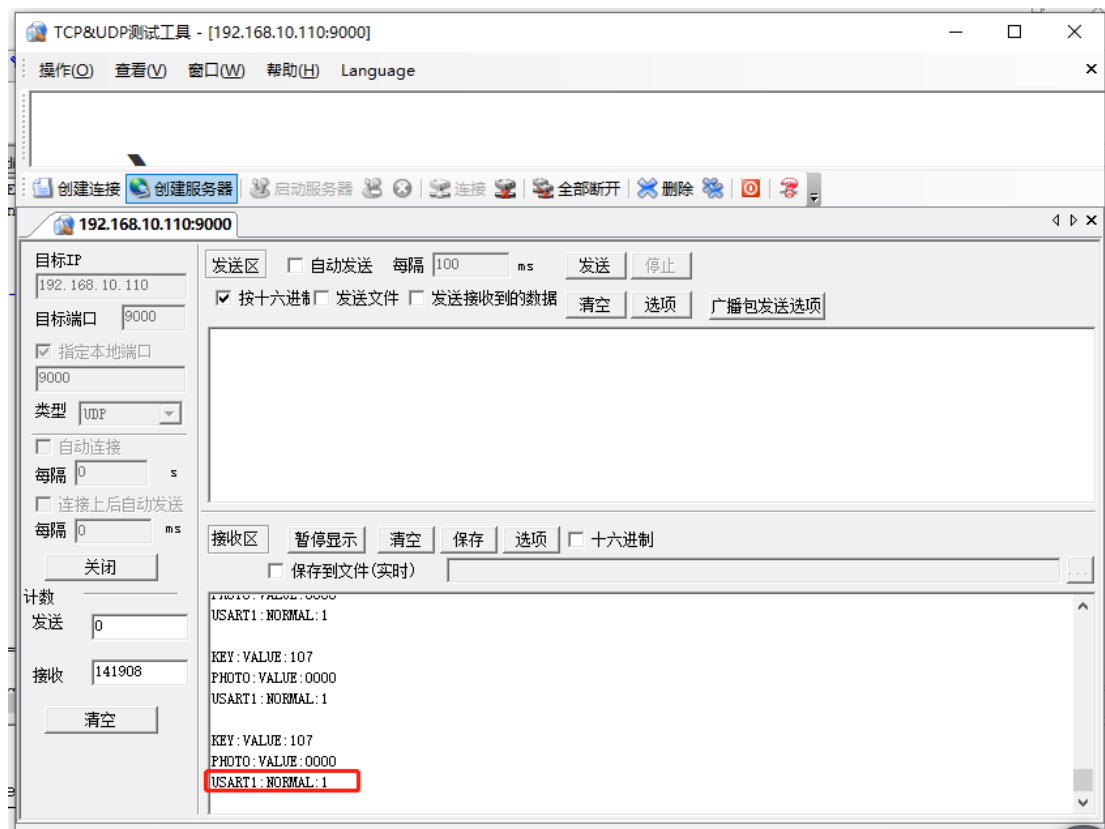 TCP&UDP测试工具 - [192.168.10.110:9000]
操作(O) 查看(V) 窗口(W) 帮助(H) Language
创建连接 创建服务器 启动服务器 连接 全部断开 删除
192.168.10.110:9000
目标IP
192.168.10.110
目标端口 9000
指定本地端口
9000
类型 UDP
自动连接
每隔 0 s
连接上后自动发送
每隔 0 ms
关闭
计数
发送 0
接收 141908
清空
发送区 自动发送 每隔 100 ms 发送 停止
按十六进制 发送文件 发送接收到的数据 清空 选项 广播包发送选项
接收区 暂停显示 清空 保存 选项 十六进制
保存到文件(实时) ...
PHOTO:VALUE:0000
USART1:NORMAL:1
KEY:VALUE:107
PHOTO:VALUE:0000
USART1:NORMAL:1
KEY:VALUE:107
PHOTO:VALUE:0000
USART1:NORMAL:1